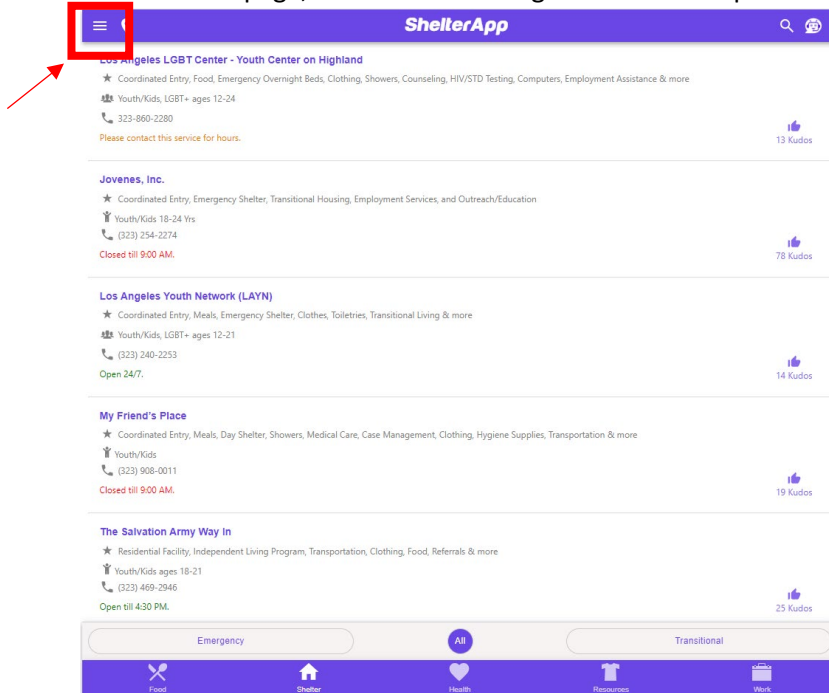 ShelterApp
Los Angeles LGBT Center - Youth Center on Highland
Coordinated Entry, Food, Emergency Overnight Beds, Clothing, Showers, Counseling, HIV/STD Testing, Computers, Employment Assistance & more
Youth/Kids, LGBT+ ages 12-24
323-860-2280
Please contact this service for hours.
13 Kudos
Jovenes, Inc.
Coordinated Entry, Emergency Shelter, Transitional Housing, Employment Services, and Outreach/Education
Youth/Kids 18-24 Yrs
(323) 254-2274
Closed till 9:00 AM.
78 Kudos
Los Angeles Youth Network (LAYN)
Coordinated Entry, Meals, Emergency Shelter, Clothes, Toiletries, Transitional Living & more
Youth/Kids, LGBT+ ages 12-21
(323) 240-2253
Open 24/7.
14 Kudos
My Friend's Place
Coordinated Entry, Meals, Day Shelter, Showers, Medical Care, Case Management, Clothing, Hygiene Supplies, Transportation & more
Youth/Kids
(323) 908-0011
Closed till 9:00 AM.
19 Kudos
The Salvation Army Way In
Residential Facility, Independent Living Program, Transportation, Clothing, Food, Referrals & more
Youth/Kids ages 18-21
(323) 469-2946
Open till 4:30 PM.
25 Kudos
Emergency All Transitional
Food Shelter Health Resources Work